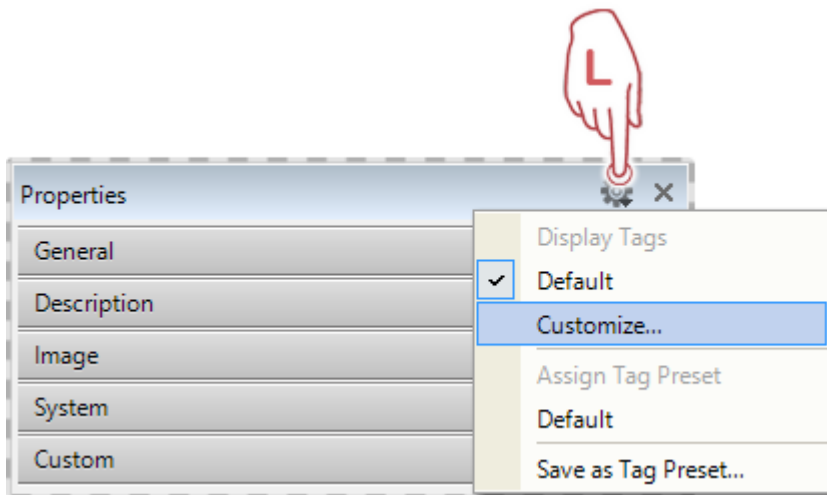 L
Properties
General
Description
Image
System
Custom
Display Tags
Default
Customize...
Assign Tag Preset
Default
Save as Tag Preset...